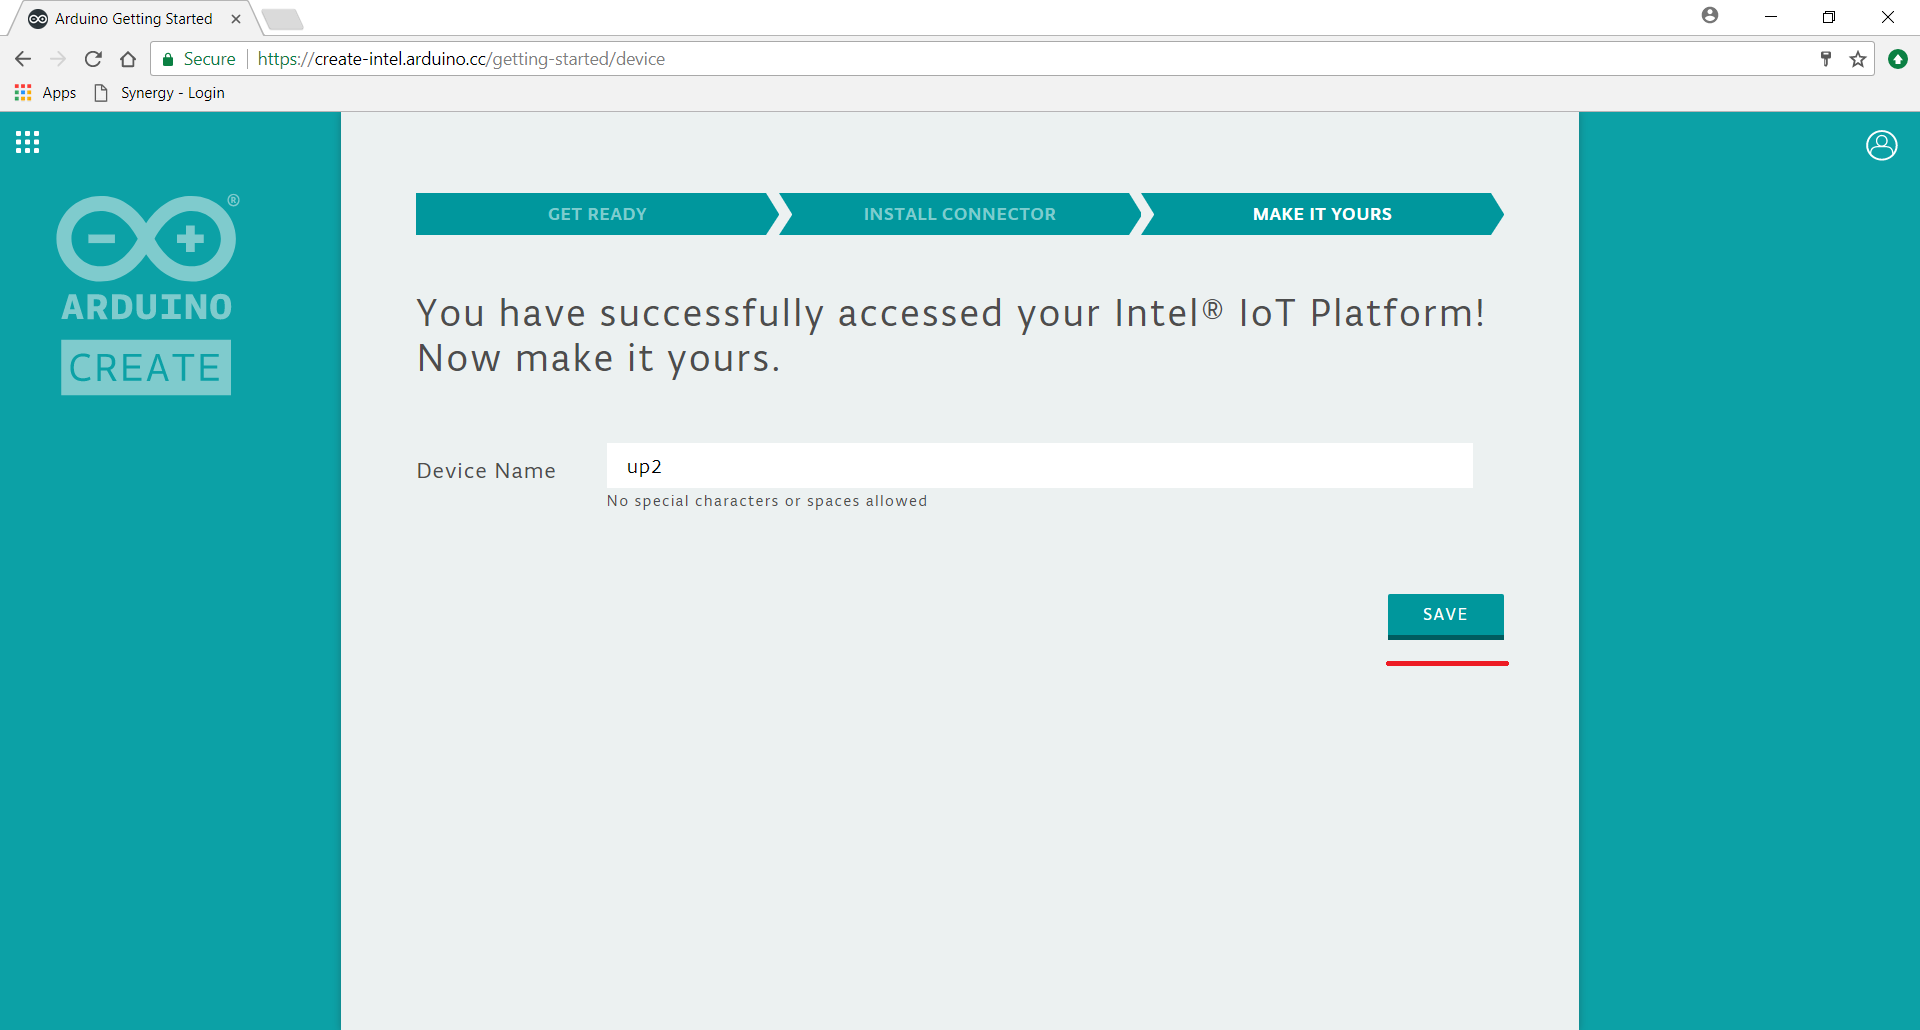 Arduino Getting Started
Secure
https://create-intel.arduino.cc/getting-started/device
Apps
Synergy - Login
®
ARDUINO
CREATE
GET READY
INSTALL CONNECTOR
MAKE IT YOURS
You have successfully accessed your Intel® IoT Platform!
Now make it yours.
Device Name
up2
No special characters or spaces allowed
SAVE